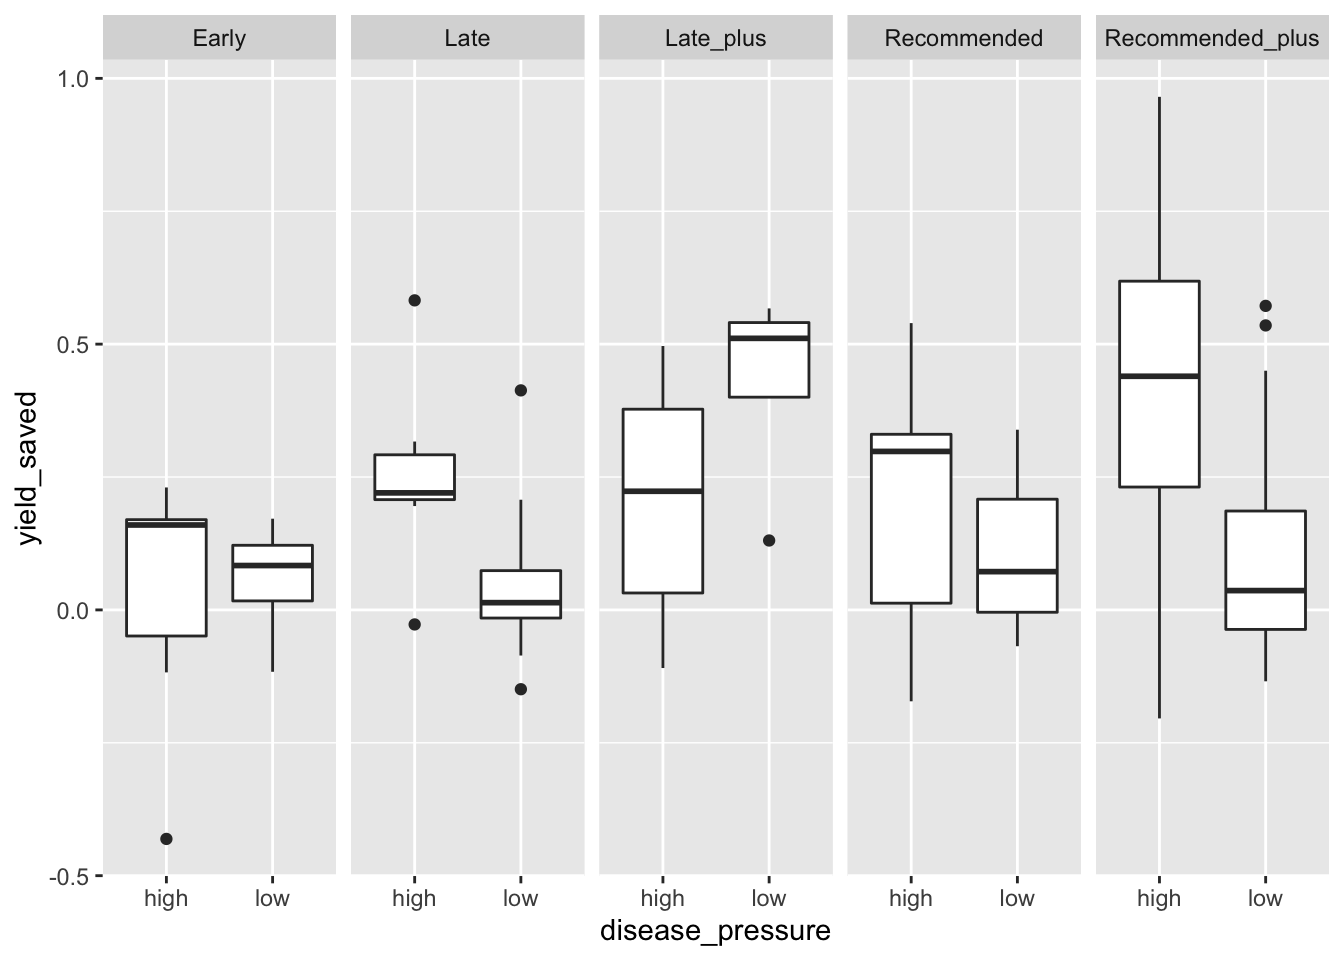 Early Late Late_plus Recommended Recommended_plus
1.0
0.5
0.0
-0.5
yield_saved
high low high low high low high low high low
disease_pressure